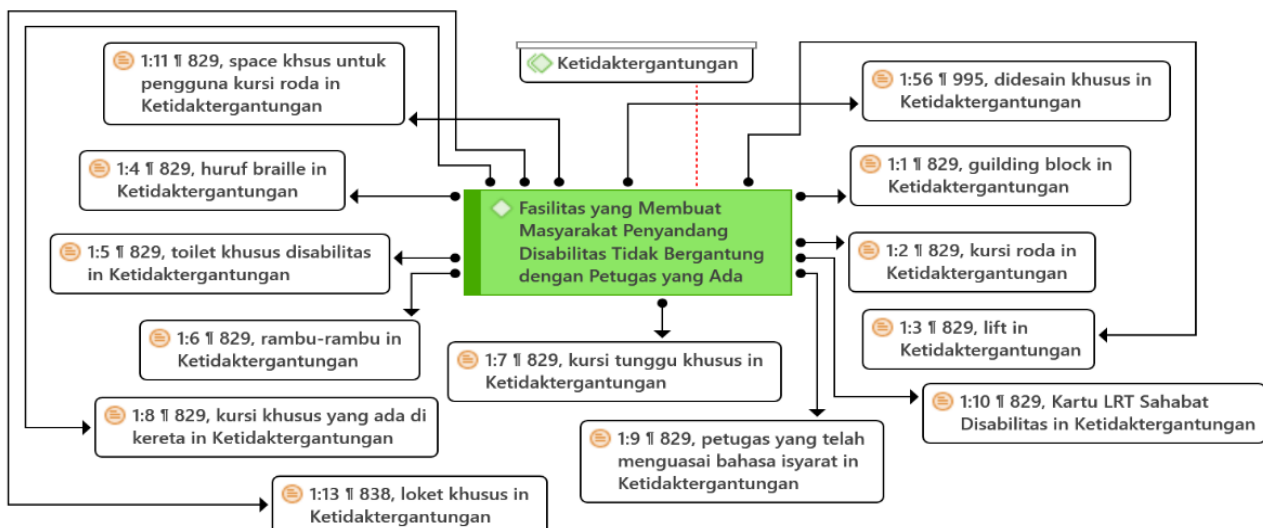 Ketidaktergantungan
1:11 ¶ 829, space khsus untuk
pengguna kursi roda in
Ketidaktergantungan
1:56 ¶ 995, didesain khusus in
Ketidaktergantungan
1:4 ¶ 829, huruf braille in
Ketidaktergantungan
1:1 ¶ 829, guilding block in
Ketidaktergantungan
Fasilitas yang Membuat
Masyarakat Penyandang
Disabilitas Tidak Bergantung
dengan Petugas yang Ada
1:5 ¶ 829, toilet khusus disabilitas
in Ketidaktergantungan
1:2 ¶ 829, kursi roda in
Ketidaktergantungan
1:6 ¶ 829, rambu-rambu in
Ketidaktergantungan
1:7 ¶ 829, kursi tunggu khusus in
Ketidaktergantungan
1:3 ¶ 829, lift in
Ketidaktergantungan
1:8 ¶ 829, kursi khusus yang ada di
kereta in Ketidaktergantungan
1:9 ¶ 829, petugas yang telah
menguasai bahasa isyarat in
Ketidaktergantungan
1:10 ¶ 829, Kartu LRT Sahabat
Disabilitas in Ketidaktergantungan
1:13 ¶ 838, loket khusus in
Ketidaktergantungan